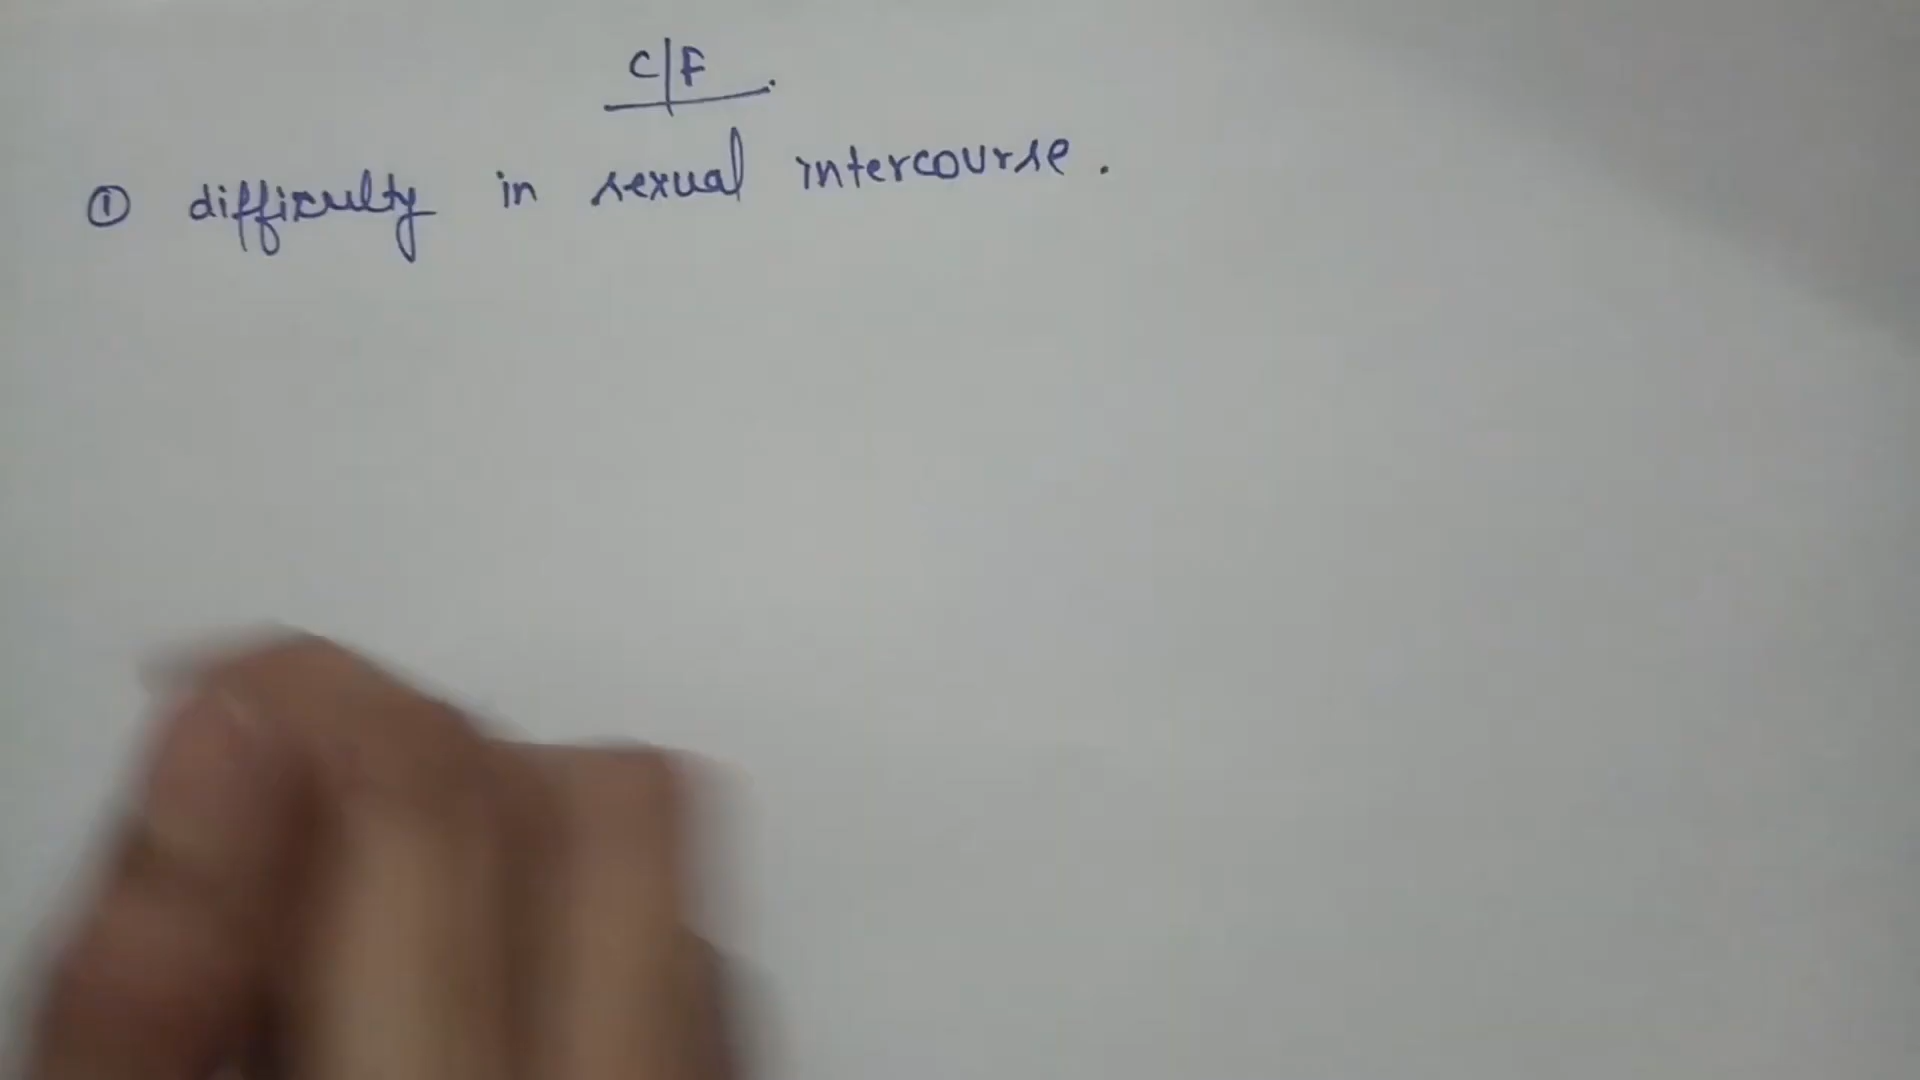 C/F
① difficulty in sexual intercourse.